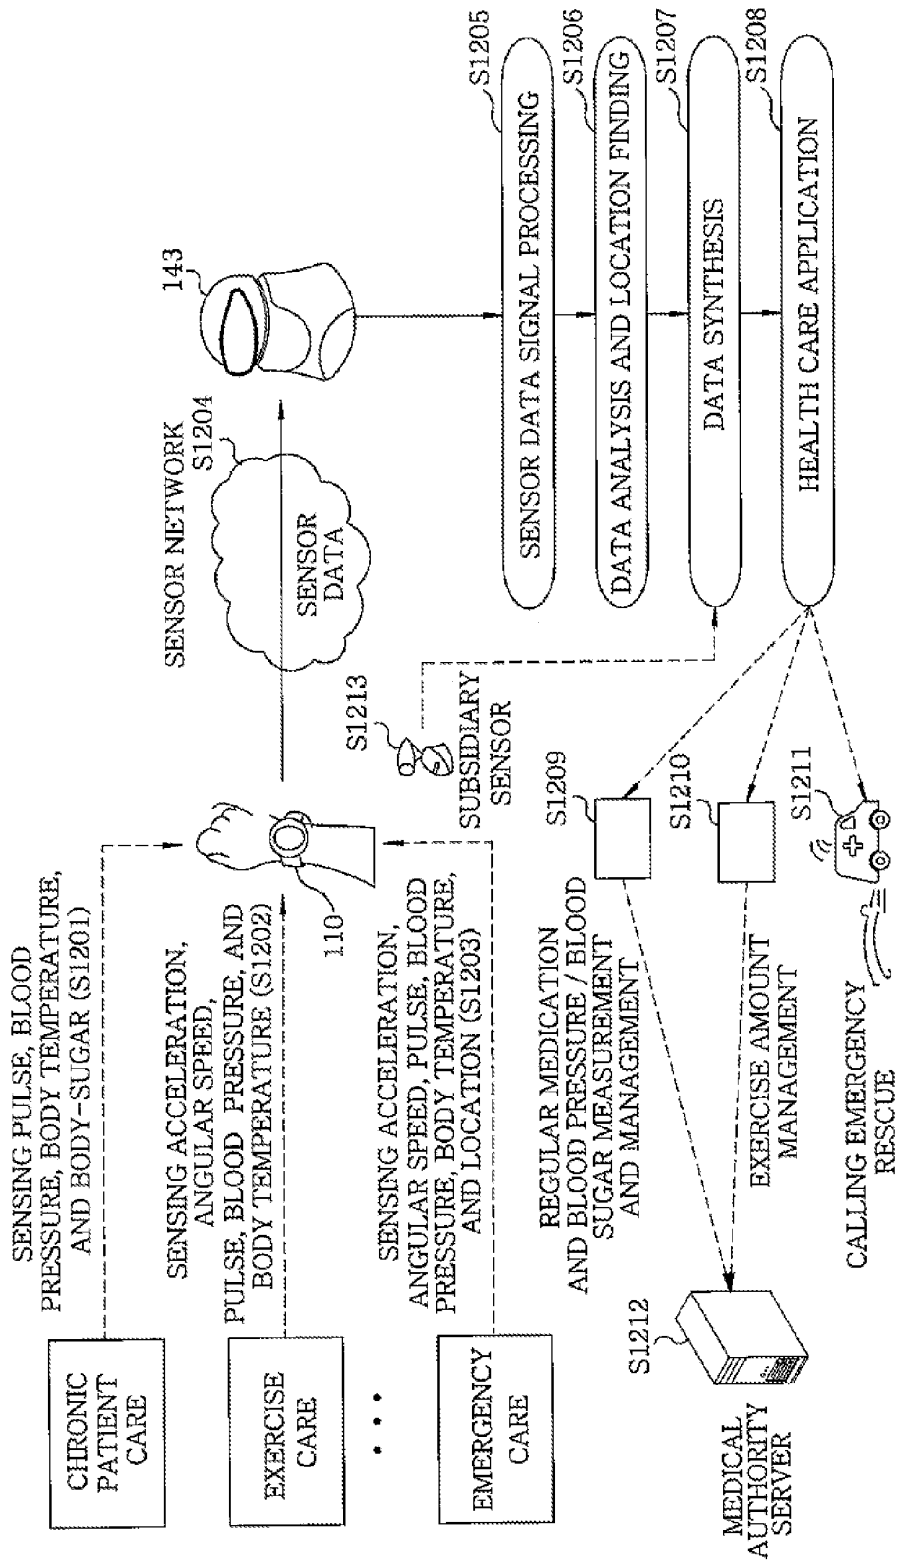 CHRONIC
PATIENT
CARE
SENSING PULSE, BLOOD
PRESSURE, BODY TEMPERATURE,
AND BODY-SUGAR (S1201)
EXERCISE
CARE
SENSING ACCELERATION,
ANGULAR SPEED,
PULSE, BLOOD PRESSURE, AND
BODY TEMPERATURE (S1202)
EMERGENCY
CARE
SENSING ACCELERATION,
ANGULAR SPEED, PULSE, BLOOD
PRESSURE, BODY TEMPERATURE,
AND LOCATION (S1203)
110
SENSOR NETWORK
S1204
SENSOR
DATA
143
S1213
SUBSIDIARY
SENSOR
S1205
SENSOR DATA SIGNAL PROCESSING
S1206
DATA ANALYSIS AND LOCATION FINDING
S1207
DATA SYNTHESIS
S1208
HEALTH CARE APPLICATION
S1209
REGULAR MEDICATION
AND BLOOD PRESSURE / BLOOD
SUGAR MEASUREMENT
AND MANAGEMENT
S1210
EXERCISE AMOUNT
MANAGEMENT
S1211
CALLING EMERGENCY
RESCUE
S1212
MEDICAL
AUTHORITY
SERVER